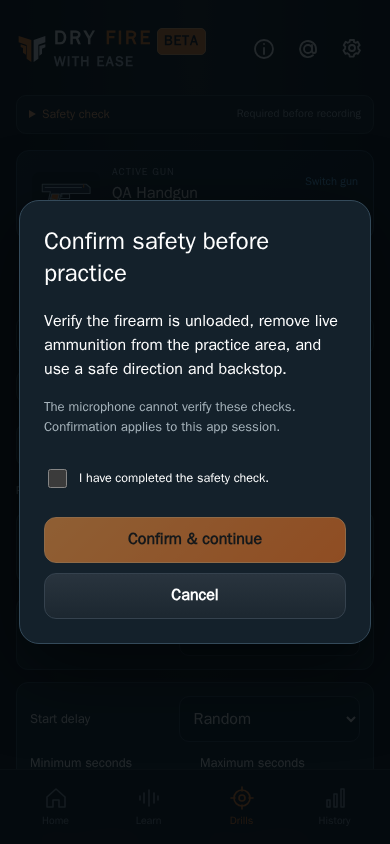 DRY FIRE BETA
WITH EASE
Safety check
Required before recording
ACTIVE GUN
QA Handgun
Switch gun
Confirm safety before
practice
Verify the firearm is unloaded, remove live
ammunition from the practice area, and
use a safe direction and backstop.
The microphone cannot verify these checks.
Confirmation applies to this app session.
I have completed the safety check.
Confirm & continue
Cancel
Start delay
Random
Minimum seconds
Maximum seconds
Home
Learn
Drills
History